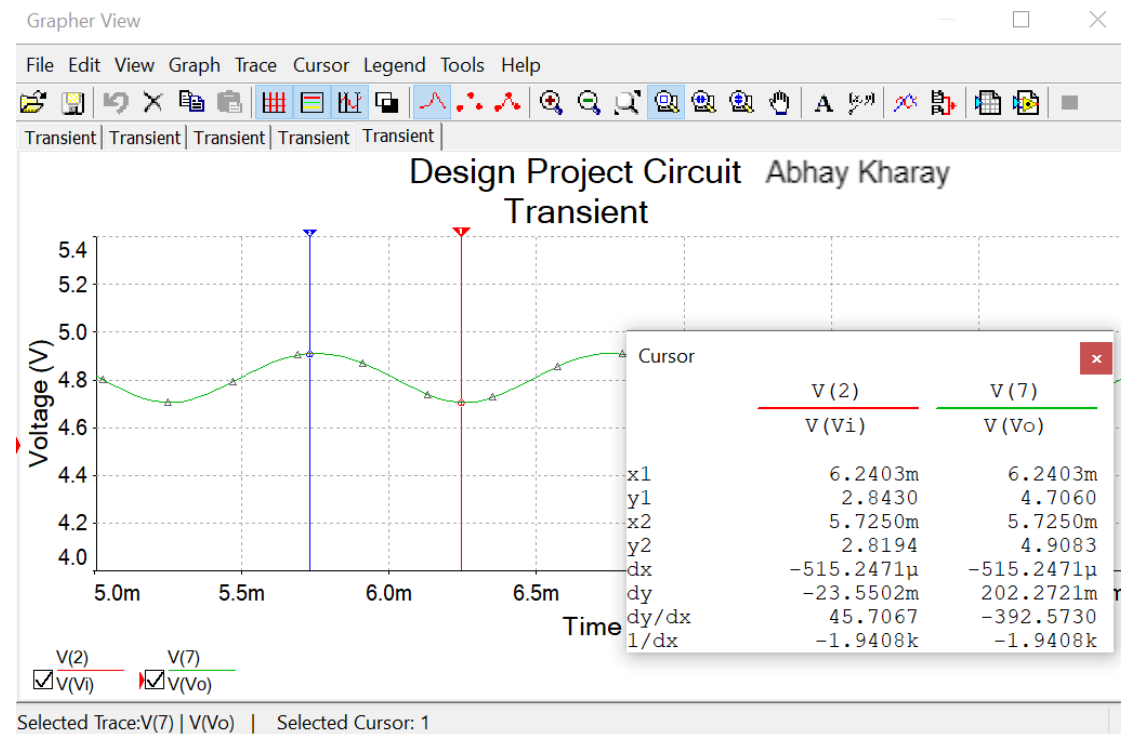 Grapher View
File Edit View Graph Trace Cursor Legend Tools Help
A
Transient Transient Transient Transient Transient
Design Project Circuit Abhay Kharay
Transient
2 1
5.4
5.2
5.0
4.8
4.6
4.4
4.2
4.0
Voltage (V)
5.0m 5.5m 6.0m 6.5m
Time
Cursor x
V(2) V(7)
V(Vi) V(Vo)
x1 6.2403m 6.2403m
y1 2.8430 4.7060
x2 5.7250m 5.7250m
y2 2.8194 4.9083
dx -515.2471µ -515.2471µ
dy -23.5502m 202.2721m
dy/dx 45.7067 -392.5730
1/dx -1.9408k -1.9408k
V(2) V(7)
V(Vi) V(Vo)
Selected Trace:V(7) | V(Vo) | Selected Cursor: 1